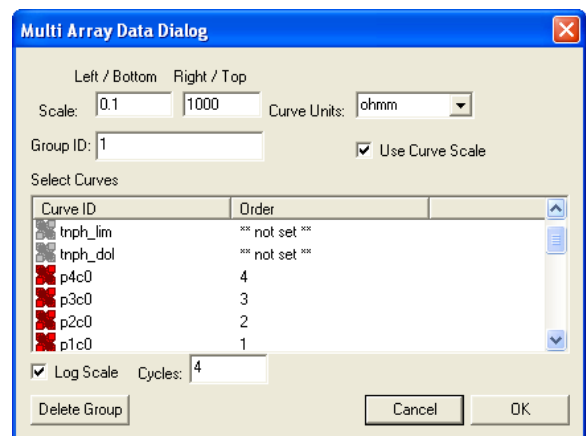 Multi Array Data Dialog
Left / Bottom Right / Top
Scale: 0.1 1000 Curve Units: ohmm
Group ID: 1 Use Curve Scale
Select Curves
Curve ID Order
tnph_lim ** not set **
tnph_dol ** not set **
p4c0 4
p3c0 3
p2c0 2
p1c0 1
Log Scale Cycles: 4
Delete Group Cancel OK